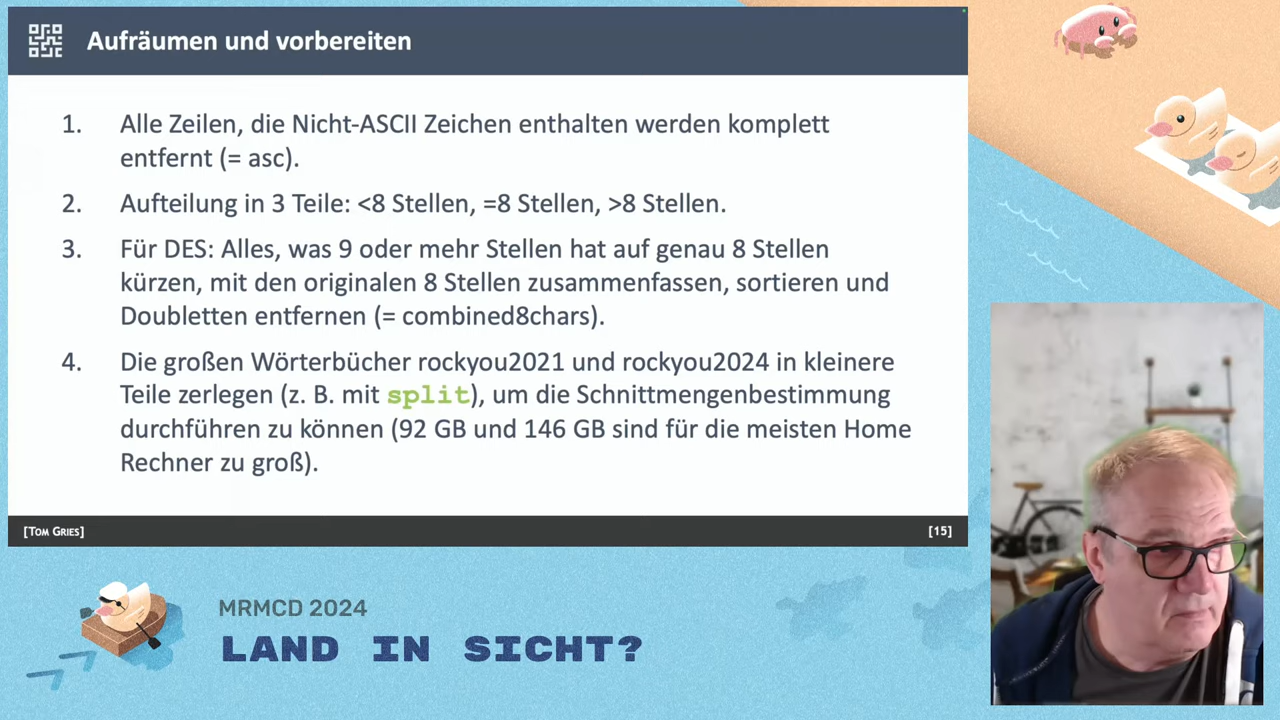 Aufräumen und vorbereiten
1. Alle Zeilen, die Nicht-ASCII Zeichen enthalten werden komplett
entfernt (= asc).
2. Aufteilung in 3 Teile: <8 Stellen, =8 Stellen, >8 Stellen.
3. Für DES: Alles, was 9 oder mehr Stellen hat auf genau 8 Stellen
kürzen, mit den originalen 8 Stellen zusammenfassen, sortieren und
Doubletten entfernen (= combined8chars).
4. Die großen Wörterbücher rockyou2021 und rockyou2024 in kleinere
Teile zerlegen (z. B. mit split), um die Schnittmengenbestimmung
durchführen zu können (92 GB und 146 GB sind für die meisten Home
Rechner zu groß).
[TOM GRIES]
[15]
MRMCD 2024
LAND IN SICHT?